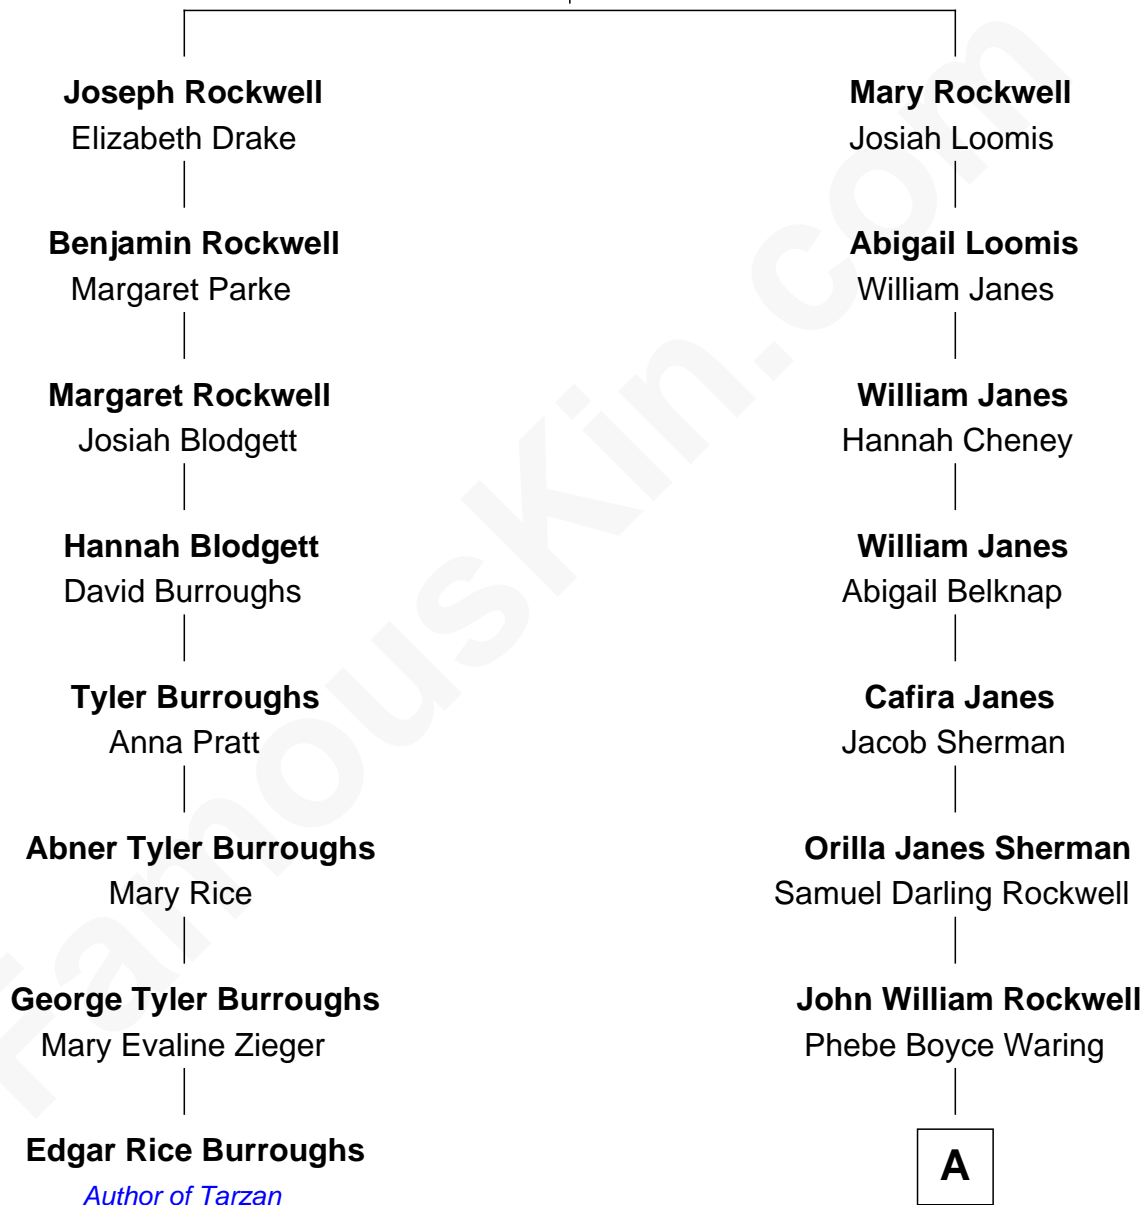 Joseph Rockwell
Elizabeth Drake
Benjamin Rockwell
Margaret Parke
Margaret Rockwell
Josiah Blodgett
Hannah Blodgett
David Burroughs
Tyler Burroughs
Anna Pratt
Abner Tyler Burroughs
Mary Rice
George Tyler Burroughs
Mary Evaline Zieger
Edgar Rice Burroughs
Author of Tarzan
Mary Rockwell
Josiah Loomis
Abigail Loomis
William Janes
William Janes
Hannah Cheney
William Janes
Abigail Belknap
Cafira Janes
Jacob Sherman
Orilla Janes Sherman
Samuel Darling Rockwell
John William Rockwell
Phebe Boyce Waring
A
FamousKin.com